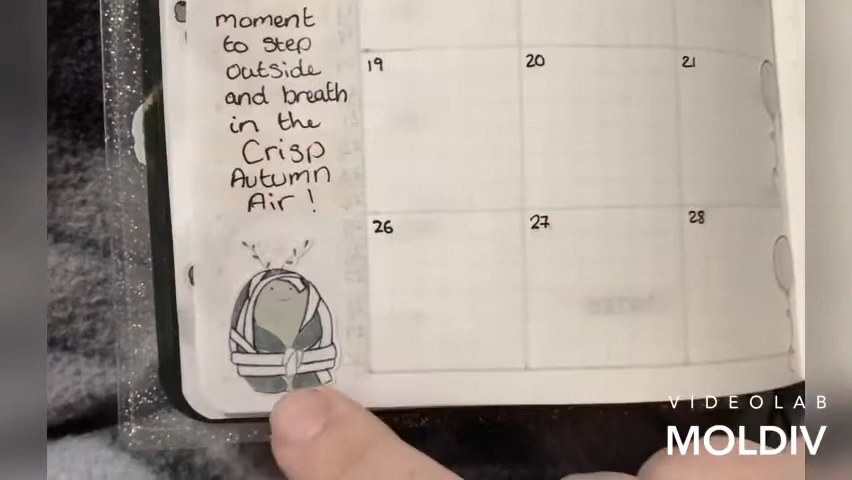 moment
to step
outside
and breath
in the
Crisp
Autumn
Air !
19
20
21
26
27
28
VIDEOLAB
MOLDIV